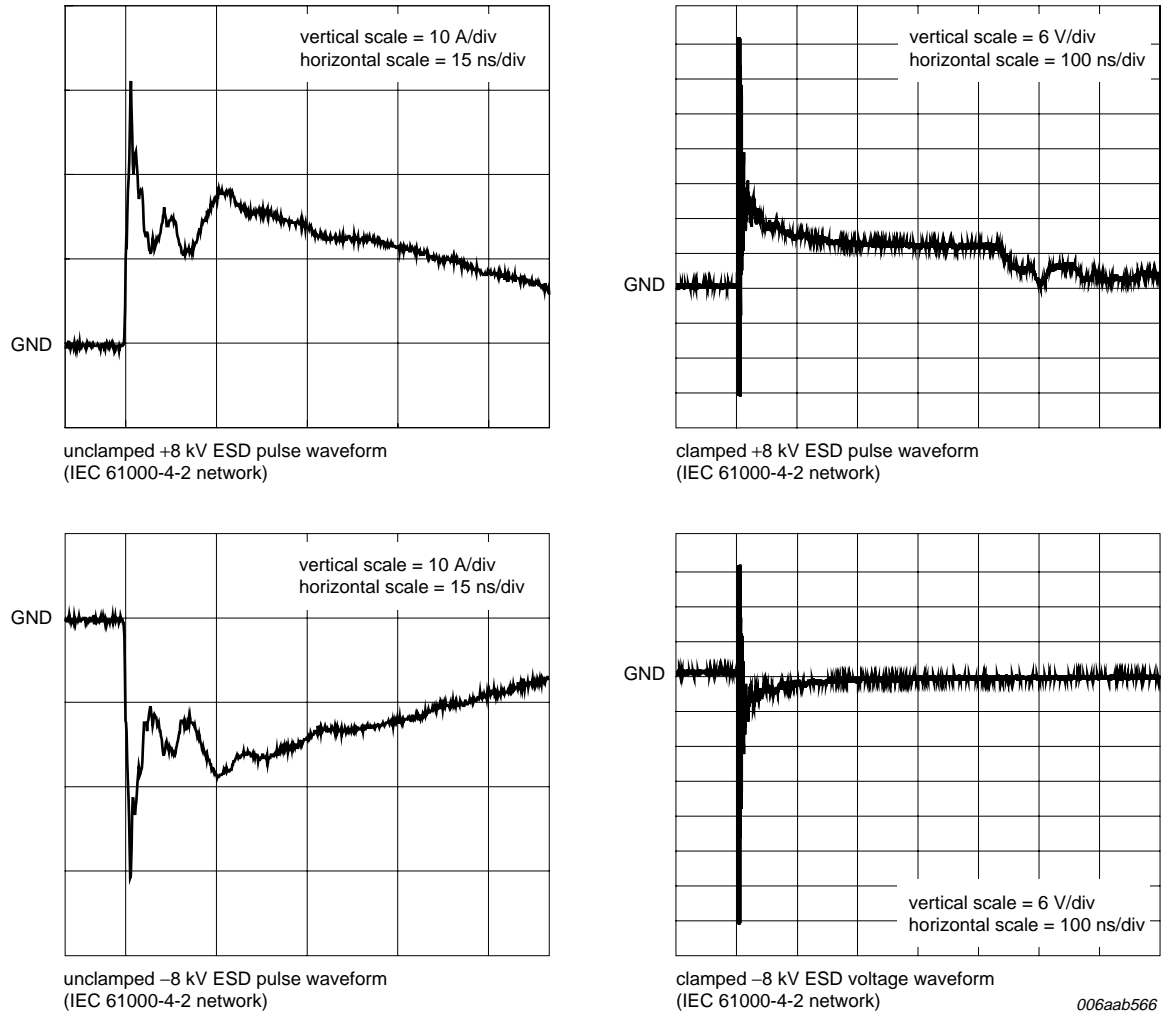 vertical scale = 10 A/div
horizontal scale = 15 ns/div
GND
unclamped +8 kV ESD pulse waveform
(IEC 61000-4-2 network)
vertical scale = 6 V/div
horizontal scale = 100 ns/div
GND
clamped +8 kV ESD pulse waveform
(IEC 61000-4-2 network)
vertical scale = 10 A/div
horizontal scale = 15 ns/div
GND
unclamped −8 kV ESD pulse waveform
(IEC 61000-4-2 network)
GND
vertical scale = 6 V/div
horizontal scale = 100 ns/div
clamped −8 kV ESD voltage waveform
(IEC 61000-4-2 network)
006aab566